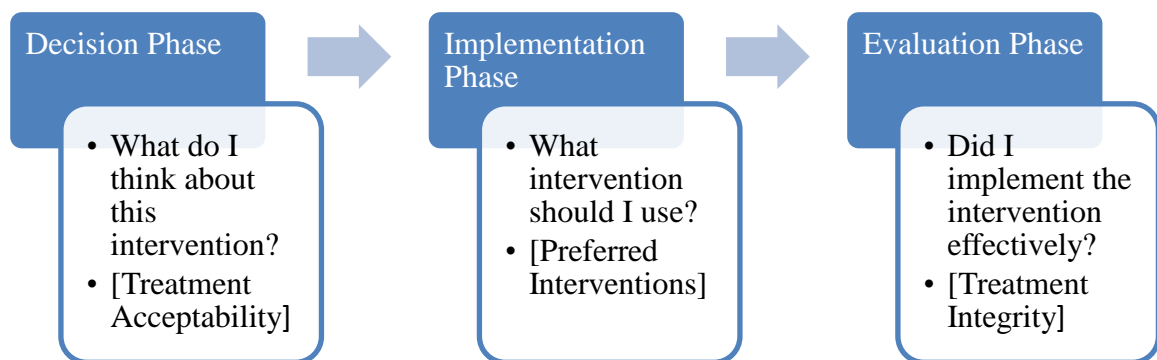 Decision Phase
• What do I
think about
this
intervention?
• [Treatment
Acceptability]
Implementation
Phase
• What
intervention
should I use?
• [Preferred
Interventions]
Evaluation Phase
• Did I
implement the
intervention
effectively?
• [Treatment
Integrity]